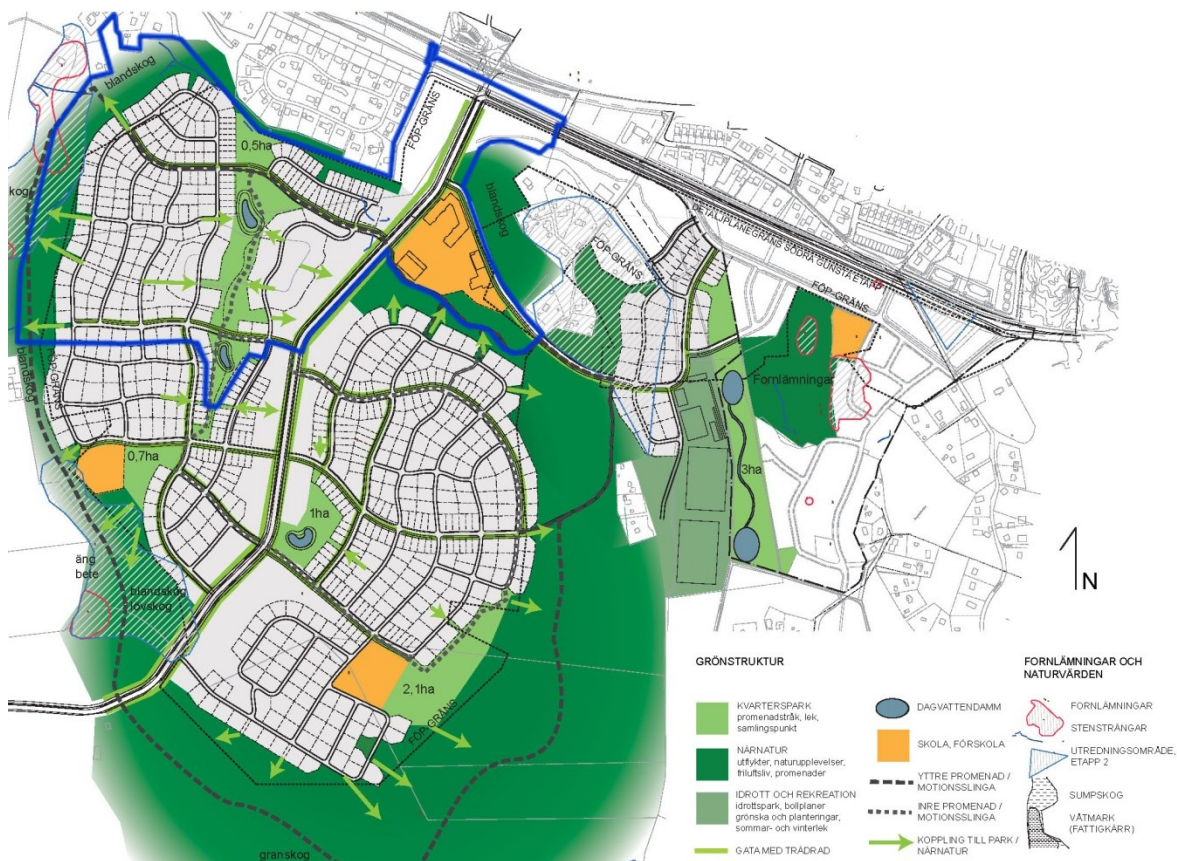 blandskog
FÖP-GRÄNS
0,5ha
blandskog
skog
FÖP-GRÄNS
DETALJPLANEGRÄNS SÖDRA GUNSTA ETAPP
FÖP-GRÄNS
blandskog
FÖP-GRÄNS
Fornlämningar
0,7ha
3ha
1ha
äng
bete
blandskog
lövskog
2,1ha
FÖP-GRÄNS
granskog
N
GRÖNSTRUKTUR
KVARTERSPARK
promenadstråk, lek,
samlingspunkt
NÄRNATUR
utflykter, naturupplevelser,
friluftsliv, promenader
IDROTT OCH REKREATION
idrottspark, bollplaner
grönska och planteringar,
sommar- och vinterlek
GATA MED TRÄDRAD
DAGVATTENDAMM
SKOLA, FÖRSKOLA
YTTRE PROMENAD /
MOTIONSSLINGA
INRE PROMENAD /
MOTIONSSLINGA
KOPPLING TILL PARK /
NÄRNATUR
FORNLÄMNINGAR OCH
NATURVÄRDEN
FORNLÄMNINGAR
STENSTRÄNGAR
UTREDNINGSOMRÅDE,
ETAPP 2
SUMPSKOG
VÅTMARK
(FATTIGKÄRR)